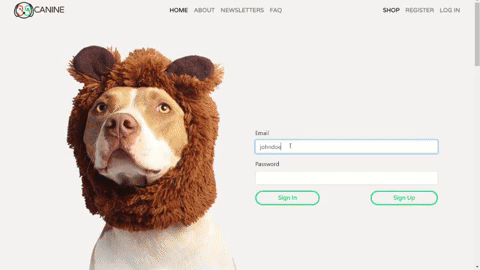 CANINE
HOME ABOUT NEWSLETTERS FAQ
SHOP REGISTER LOG IN
Email
johndoe
Password
Sign In
Sign Up